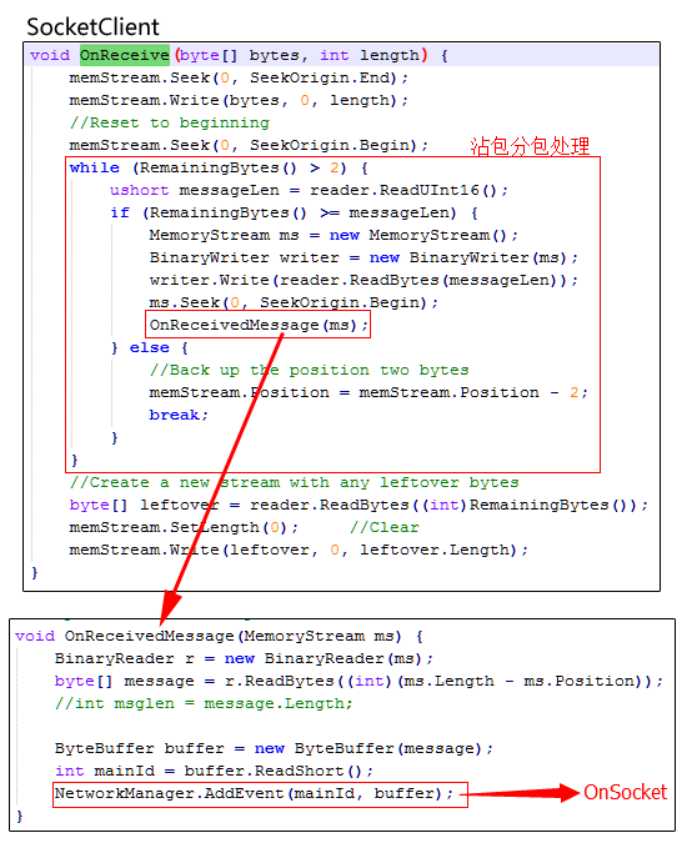 SocketClient
void OnReceive(byte[] bytes, int length) {
memStream.Seek(0, SeekOrigin.End);
memStream.Write(bytes, 0, length);
//Reset to beginning
memStream.Seek(0, SeekOrigin.Begin);
沾包分包处理
while (RemainingBytes() > 2) {
ushort messageLen = reader.ReadUInt16();
if (RemainingBytes() >= messageLen) {
MemoryStream ms = new MemoryStream();
BinaryWriter writer = new BinaryWriter(ms);
writer.Write(reader.ReadBytes(messageLen));
ms.Seek(0, SeekOrigin.Begin);
OnReceivedMessage(ms);
} else {
//Back up the position two bytes
memStream.Position = memStream.Position - 2;
break;
}
}
//Create a new stream with any leftover bytes
byte[] leftover = reader.ReadBytes((int)RemainingBytes());
memStream.SetLength(0); //Clear
memStream.Write(leftover, 0, leftover.Length);
}
void OnReceivedMessage(MemoryStream ms) {
BinaryReader r = new BinaryReader(ms);
byte[] message = r.ReadBytes((int)(ms.Length - ms.Position));
//int msglen = message.Length;
ByteBuffer buffer = new ByteBuffer(message);
int mainId = buffer.ReadShort();
NetworkManager.AddEvent(mainId, buffer);
OnSocket
}